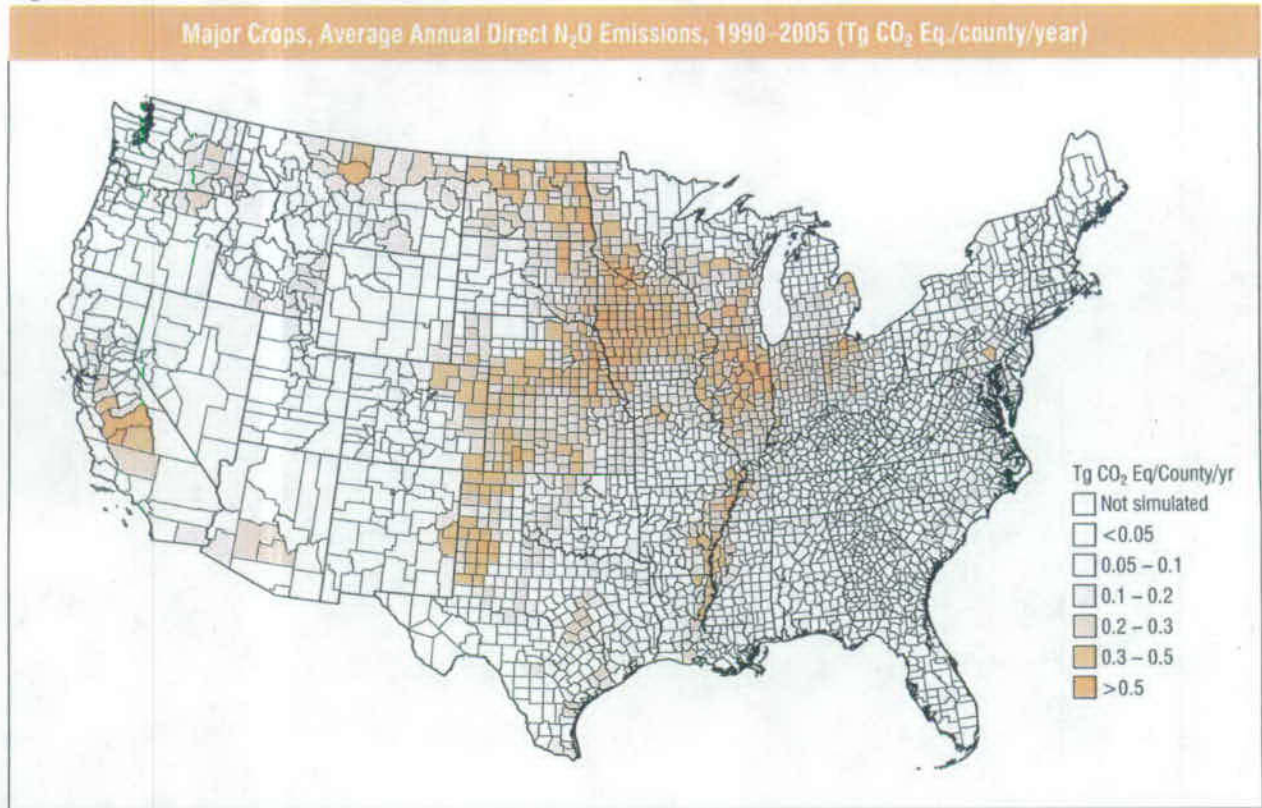 Major Crops, Average Annual Direct N₂O Emissions, 1990–2005 (Tg CO₂ Eq./county/year)
Tg CO₂ Eq/County/yr
Not simulated
<0.05
0.05 – 0.1
0.1 – 0.2
0.2 – 0.3
0.3 – 0.5
>0.5